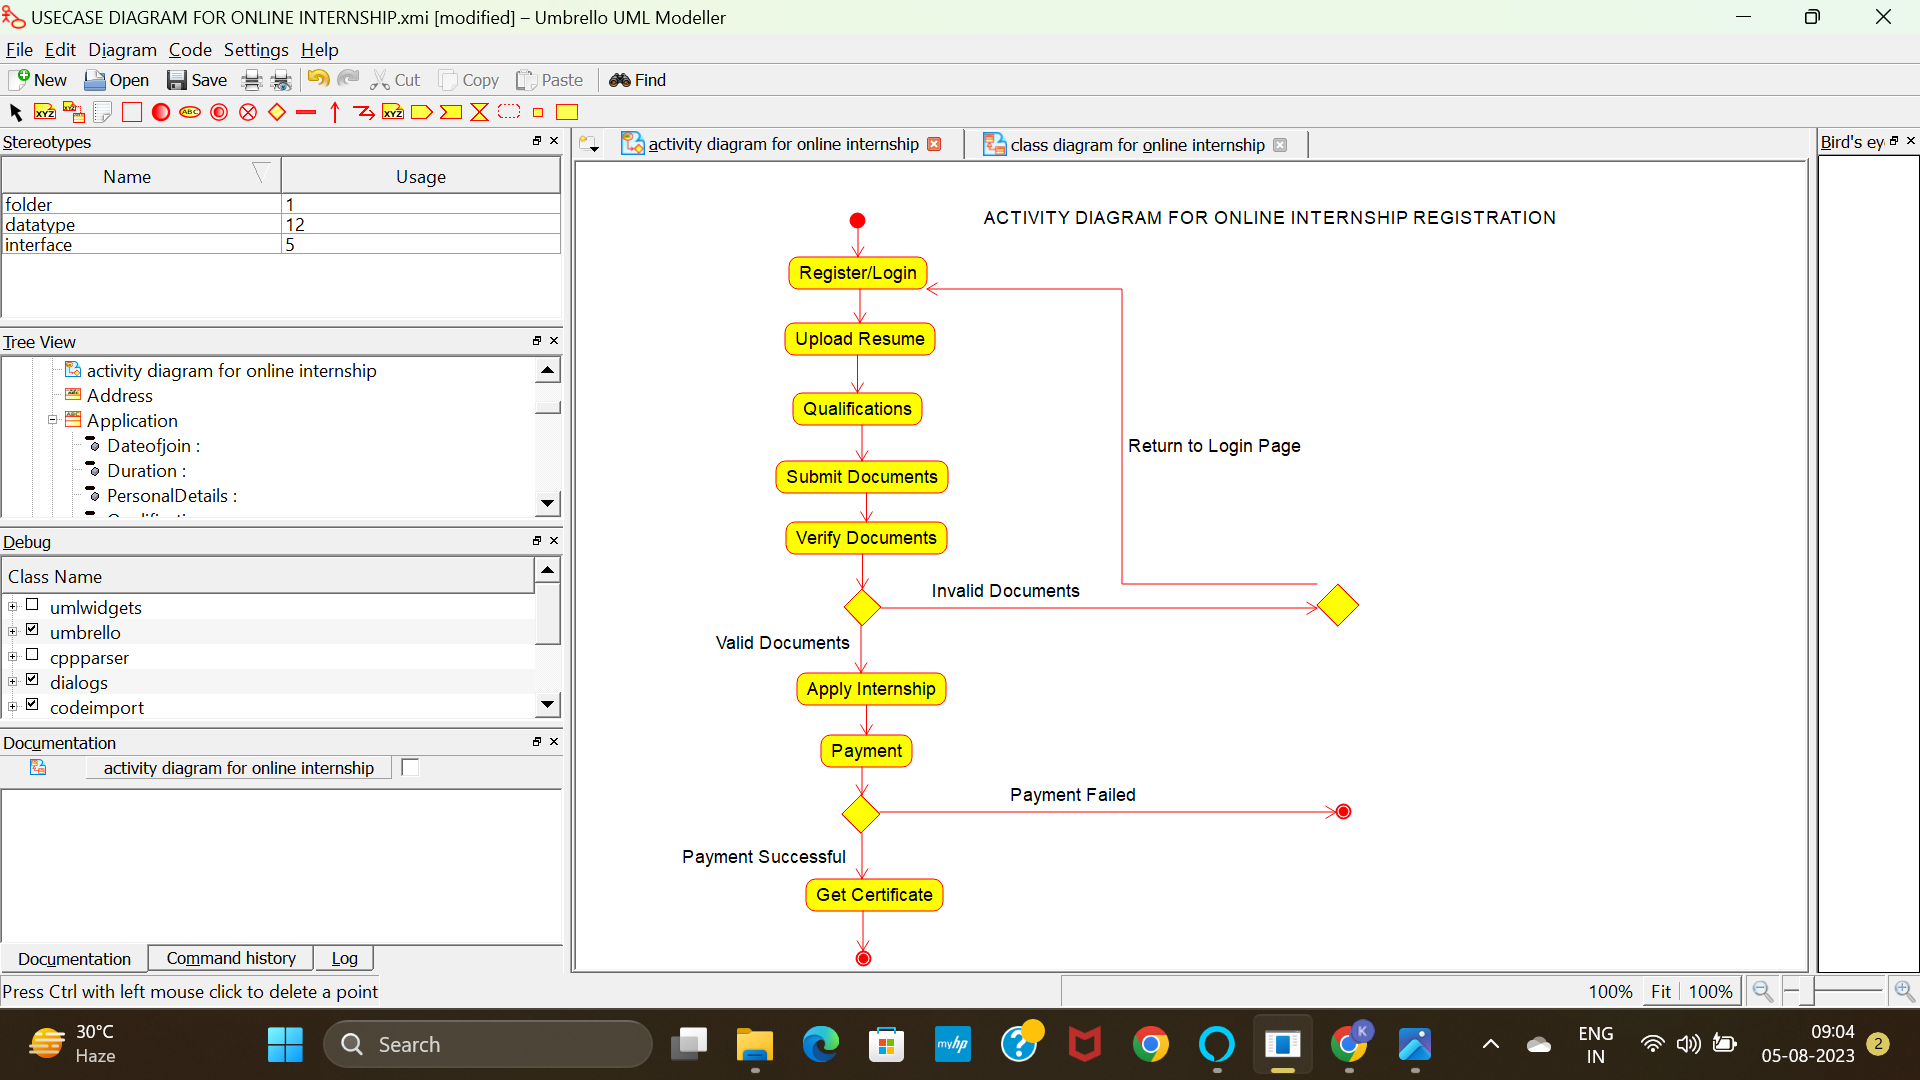 USECASE DIAGRAM FOR ONLINE INTERNSHIP.xmi [modified] – Umbrello UML Modeller
File Edit Diagram Code Settings Help
New Open Save Cut Copy Paste Find
XYZ XYZ ABC XYZ
Stereotypes
Name Usage
folder 1
datatype 12
interface 5
Tree View
activity diagram for online internship
Address
Application
Dateofjoin :
Duration :
PersonalDetails :
Debug
Class Name
umlwidgets
umbrello
cppparser
dialogs
codeimport
Documentation
activity diagram for online internship
Documentation Command history Log
Press Ctrl with left mouse click to delete a point
activity diagram for online internship class diagram for online internship
Bird's ey
ACTIVITY DIAGRAM FOR ONLINE INTERNSHIP REGISTRATION
Register/Login
Upload Resume
Qualifications
Return to Login Page
Submit Documents
Verify Documents
Invalid Documents
Valid Documents
Apply Internship
Payment
Payment Failed
Payment Successful
Get Certificate
100% Fit 100%
30°C
Haze
Search
myhp
K
ENG
IN
09:04
05-08-2023
2